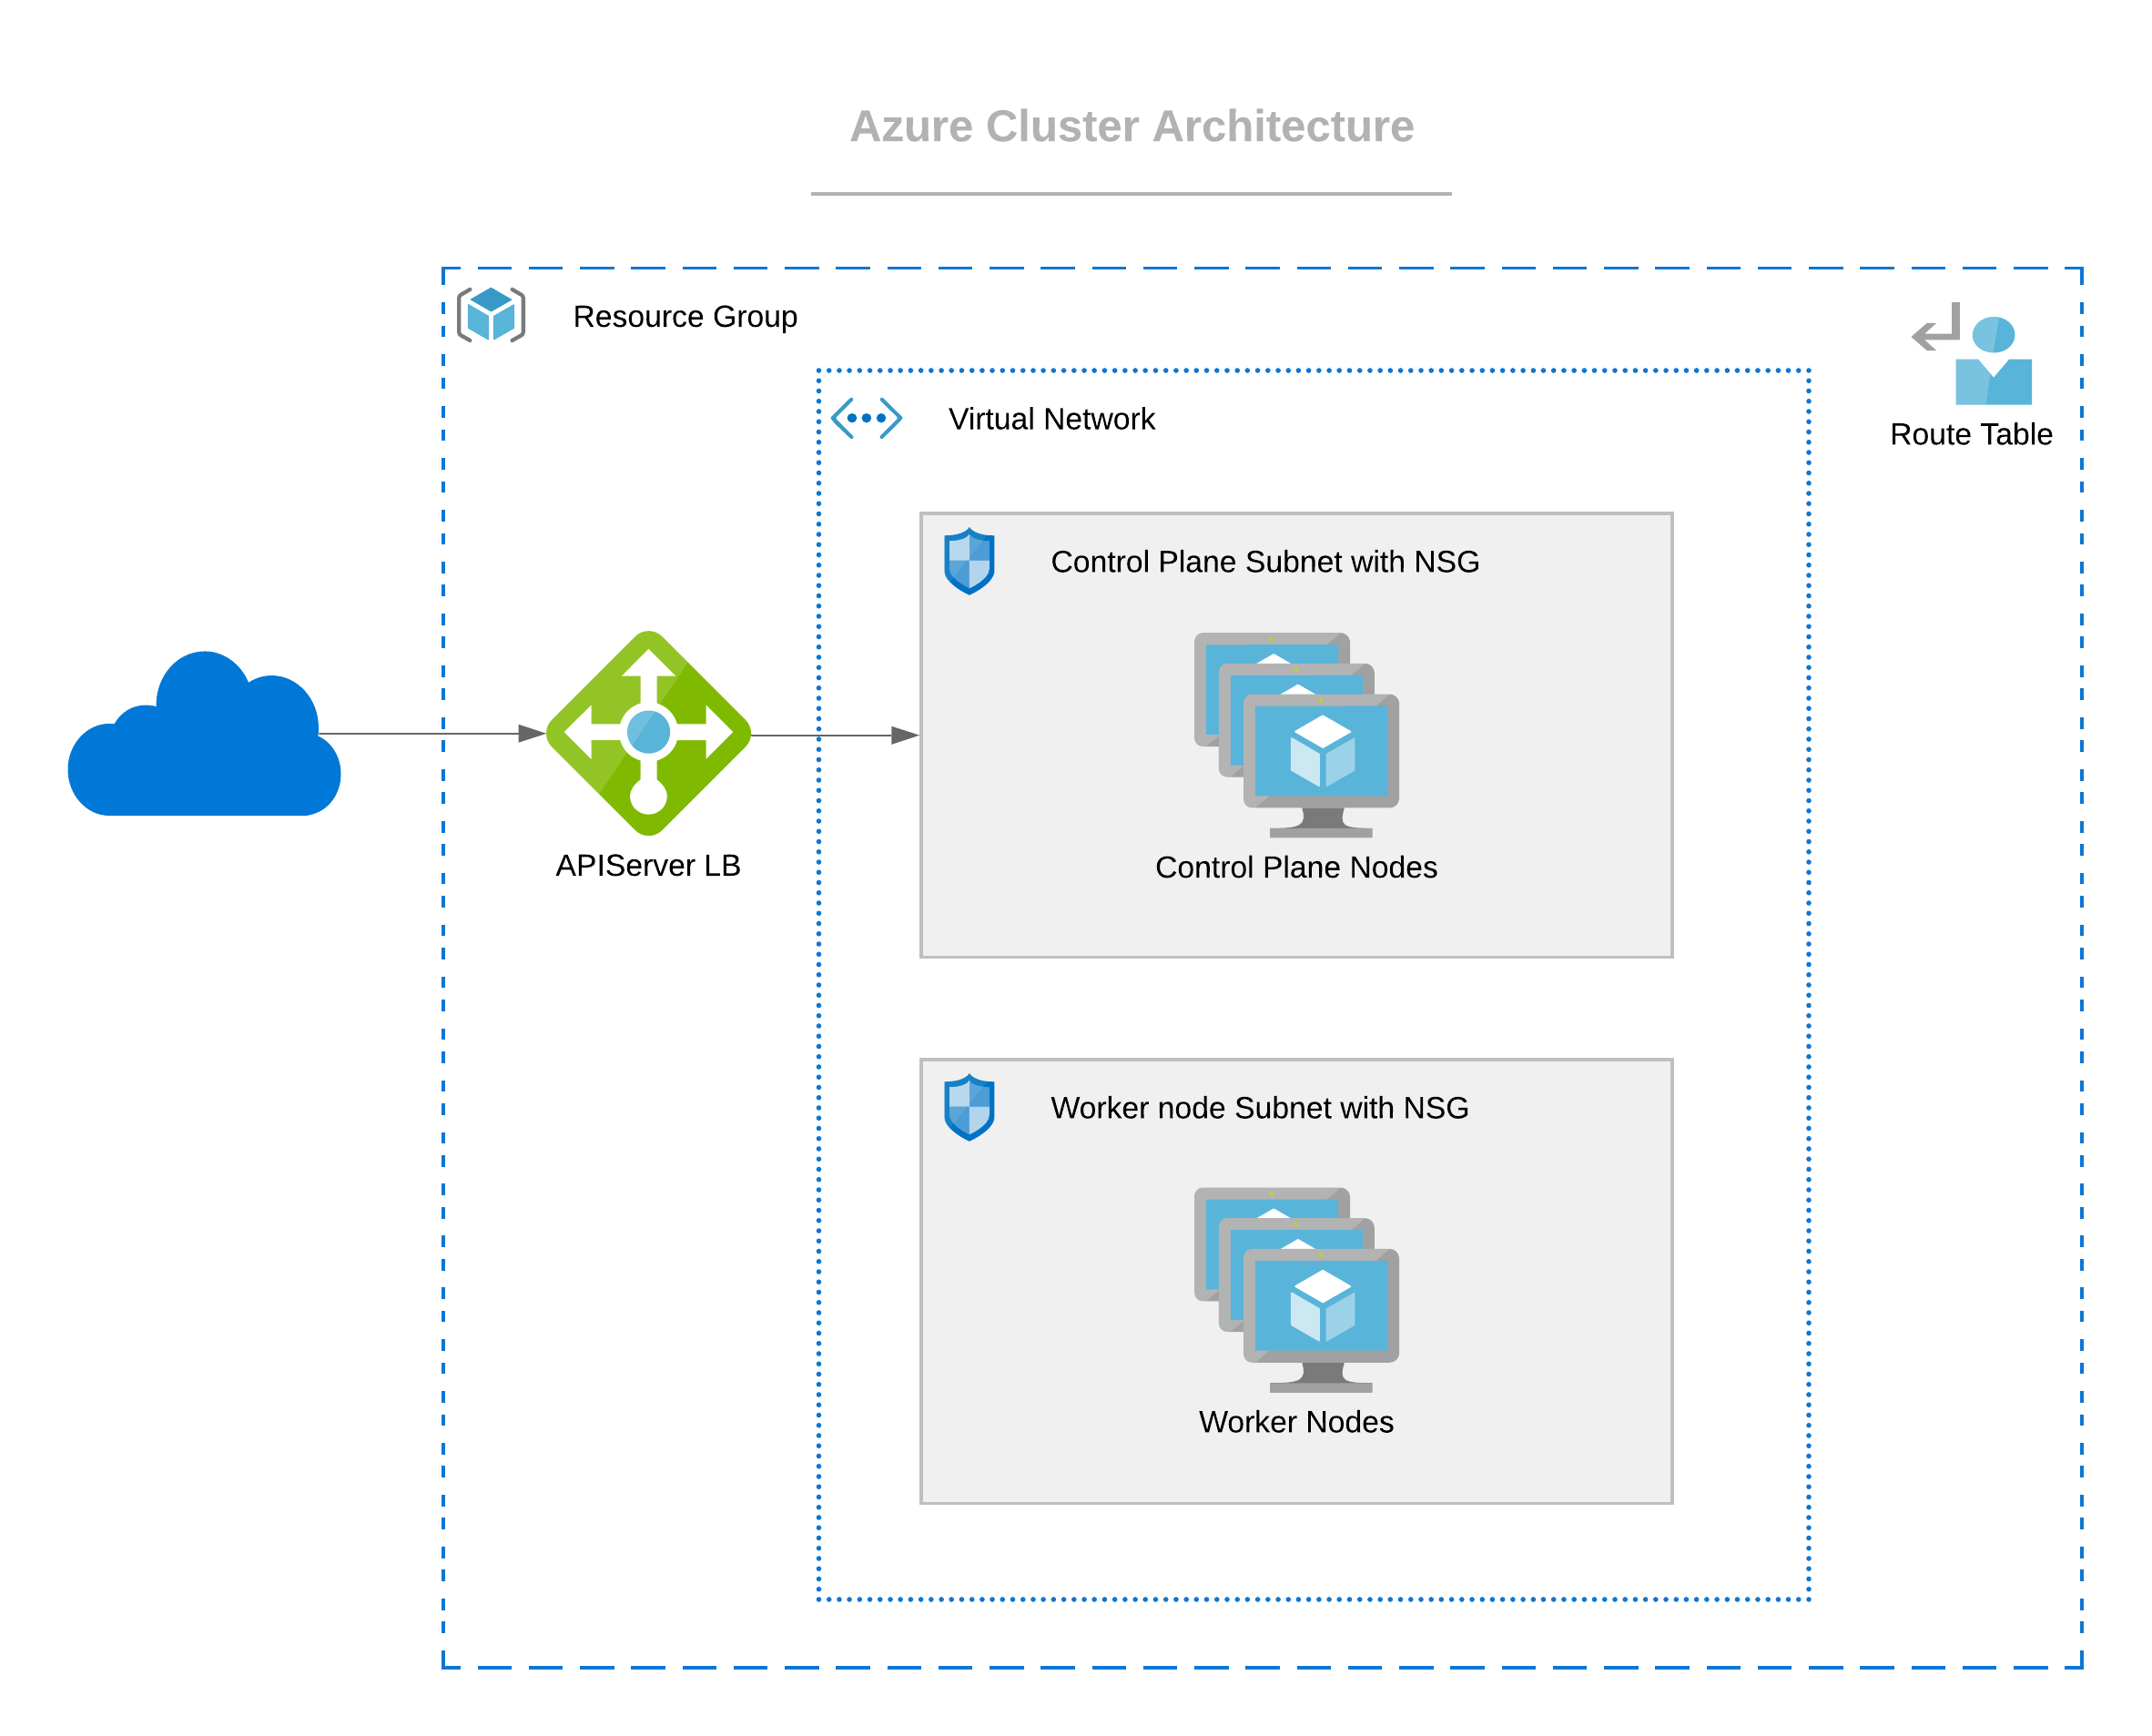 Azure Cluster Architecture
Resource Group
Route Table
Virtual Network
Control Plane Subnet with NSG
APIServer LB
Control Plane Nodes
Worker node Subnet with NSG
Worker Nodes